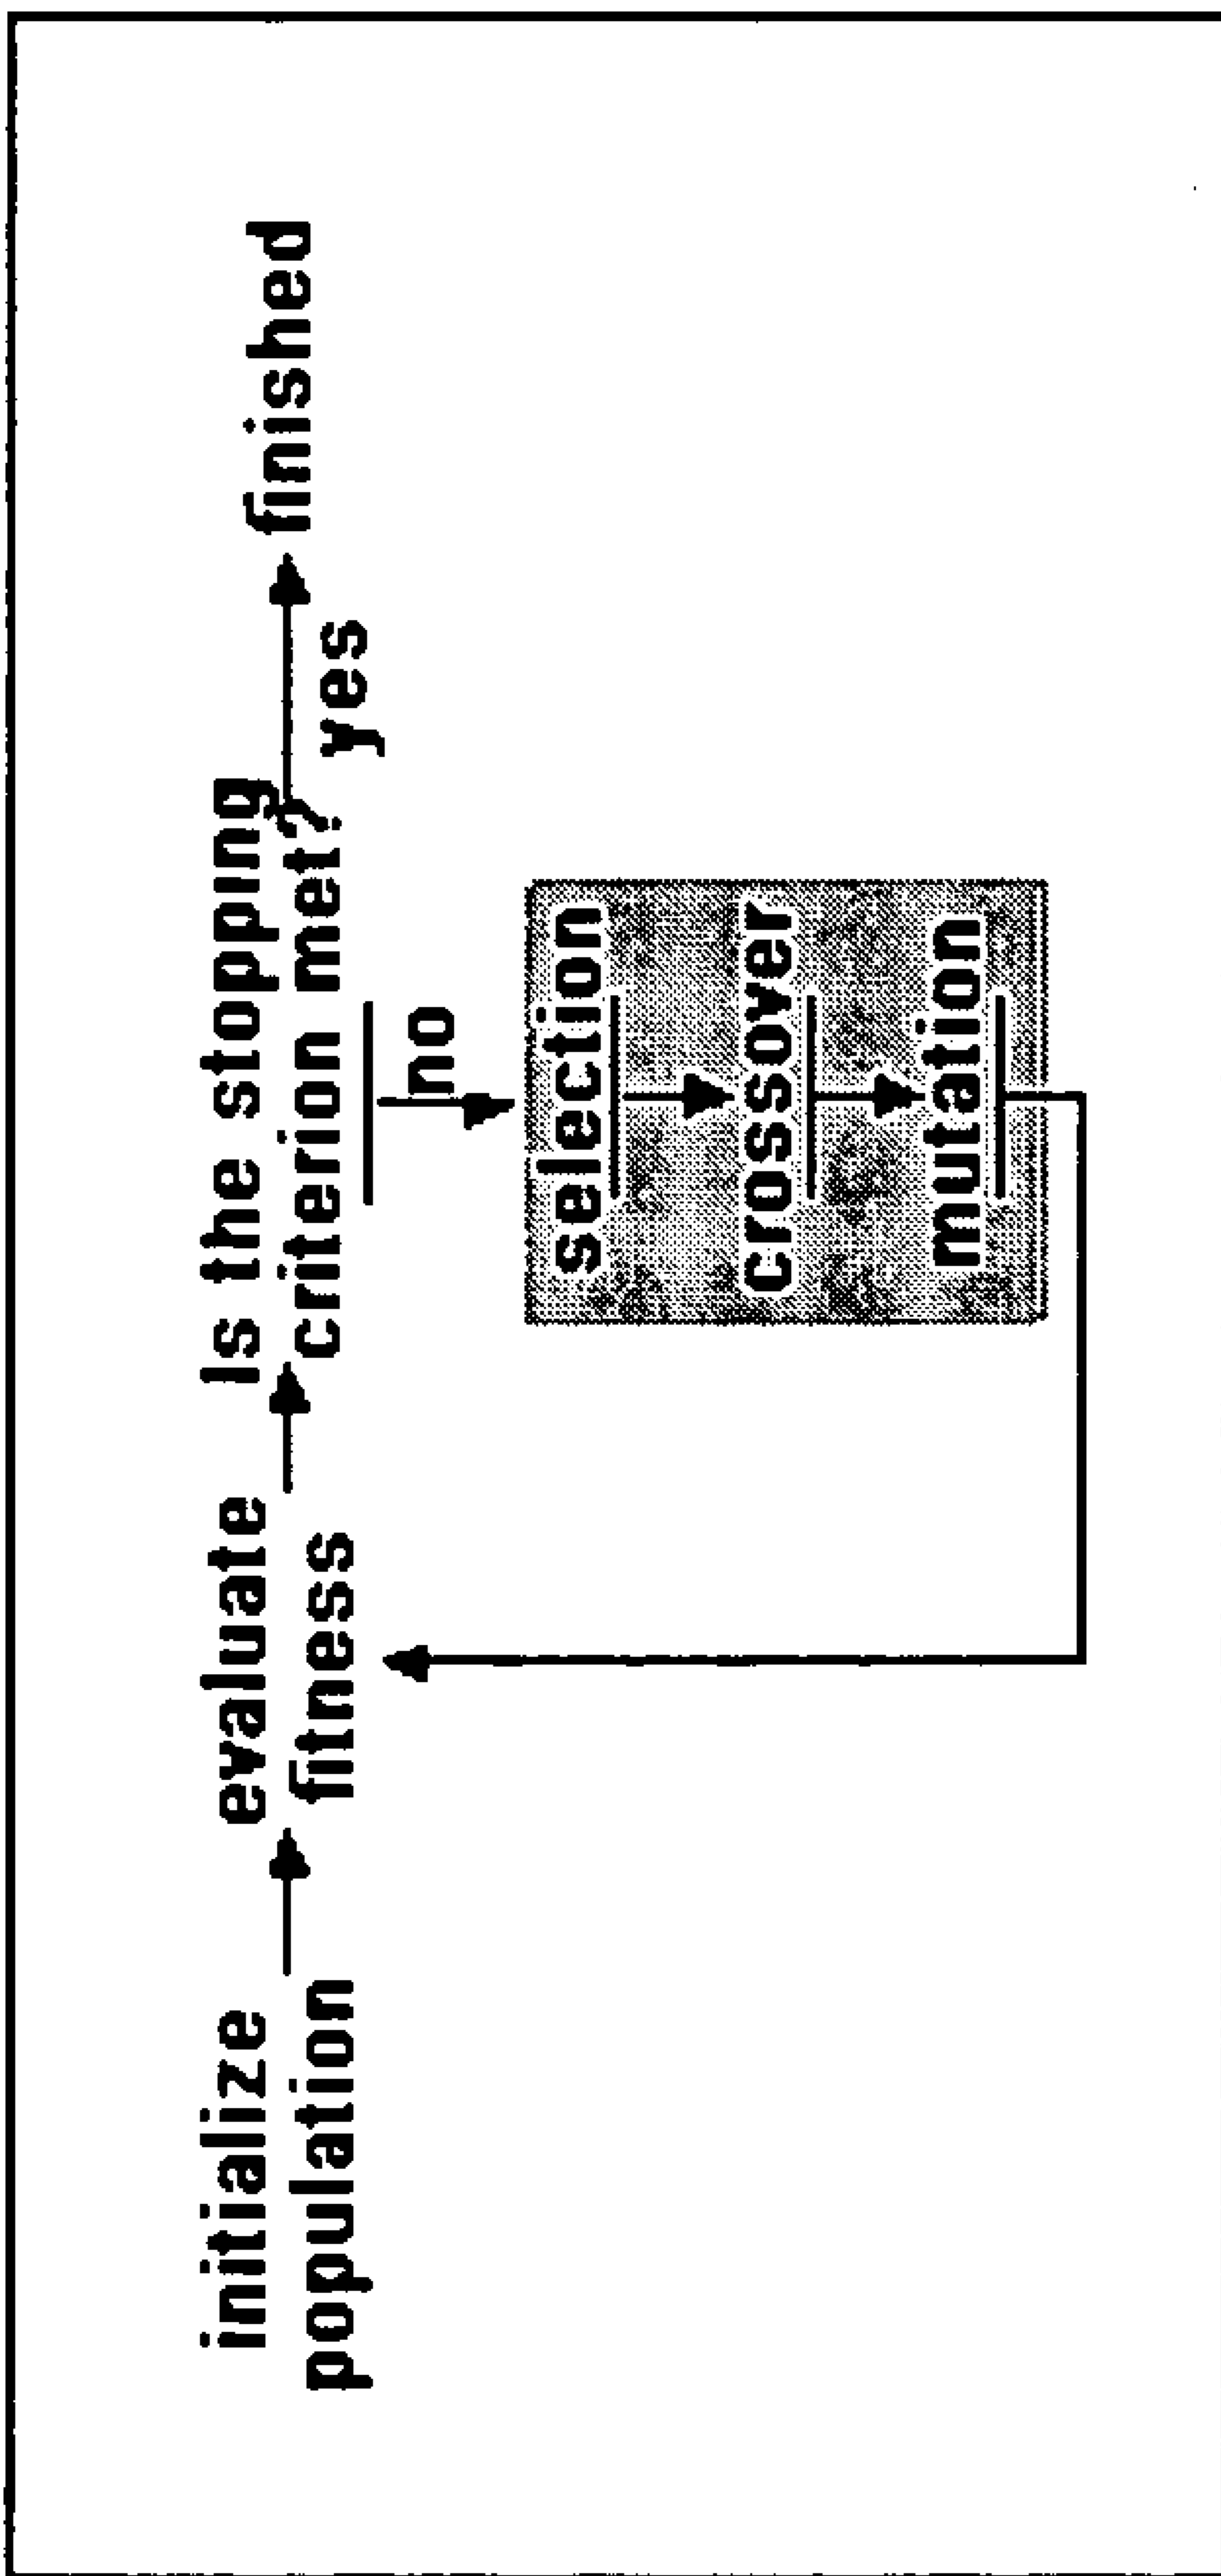 initialize
population
evaluate
fitness
Is the stopping
criterion met?
yes
finished
no
selection
crossover
mutation